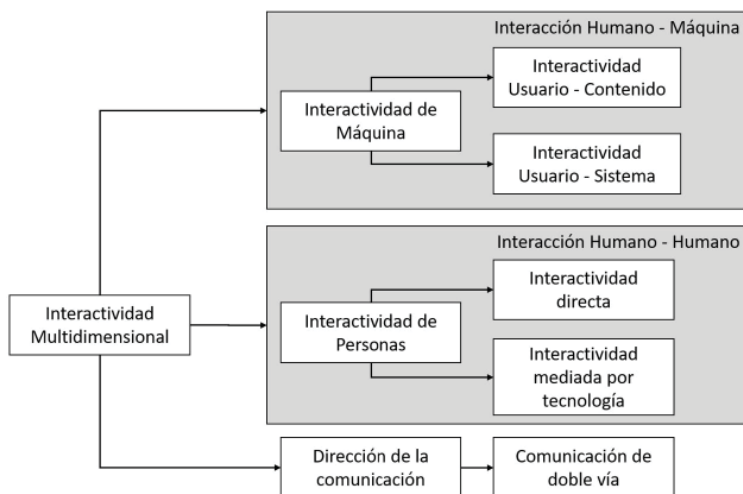 Interacción Humano - Máquina
Interactividad de
Máquina
Interactividad
Usuario - Contenido
Interactividad
Usuario - Sistema
Interactividad
Multidimensional
Interacción Humano - Humano
Interactividad de
Personas
Interactividad
directa
Interactividad
mediada por
tecnología
Dirección de la
comunicación
Comunicación de
doble vía